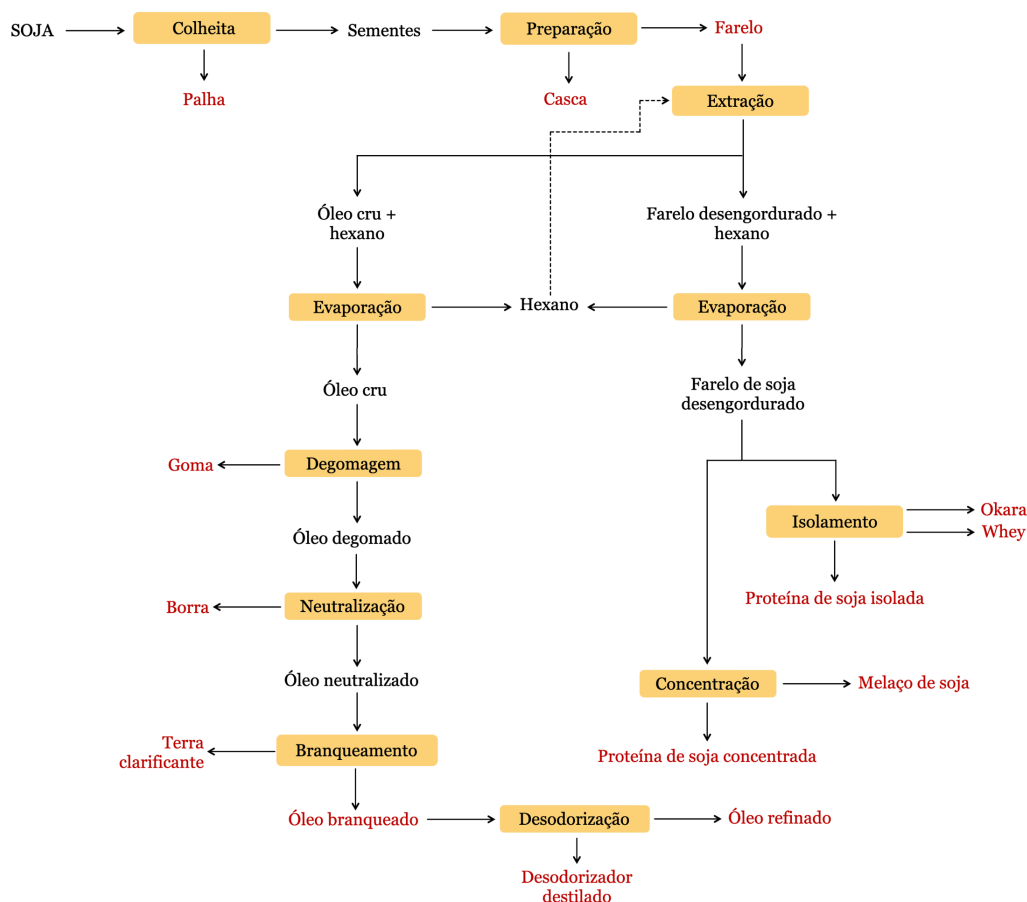 SOJA
Colheita
Sementes
Preparação
Farelo
Palha
Casca
Extração
Óleo cru +
hexano
Farelo desengordurado +
hexano
Evaporação
Hexano
Evaporação
Óleo cru
Farelo de soja
desengordurado
Goma
Degomagem
Óleo degomado
Isolamento
Okara
Whey
Borra
Neutralização
Proteína de soja isolada
Óleo neutralizado
Concentração
Melaço de soja
Terra
clarificante
Branqueamento
Proteína de soja concentrada
Óleo branqueado
Desodorização
Óleo refinado
Desodorizador
destilado